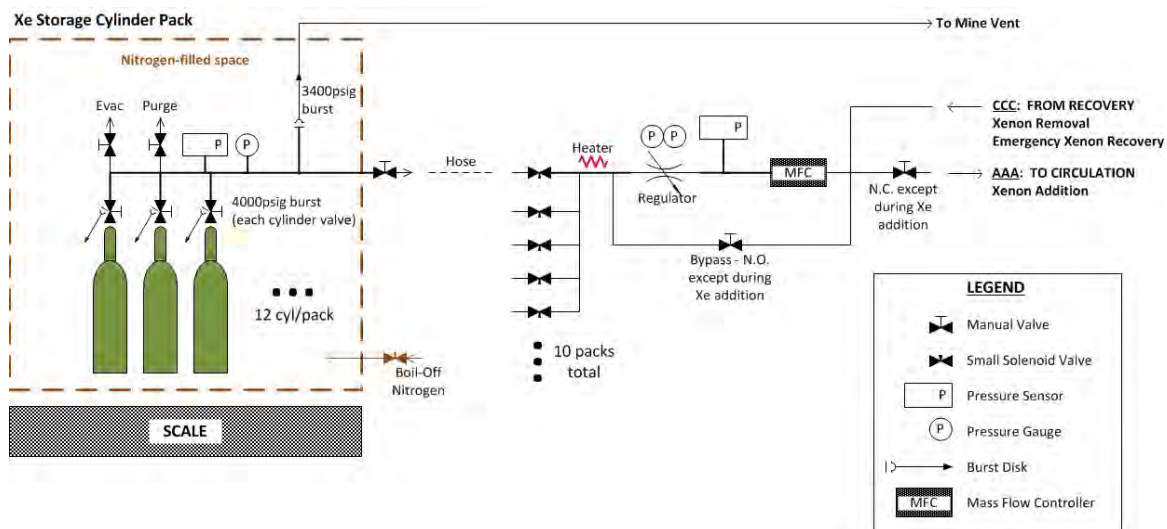 Xe Storage Cylinder Pack
To Mine Vent
Nitrogen-filled space
3400psig
burst
Evac
Purge
P
P
Hose
4000psig burst
(each cylinder valve)
12 cyl/pack
Boil-Off
Nitrogen
SCALE
Heater
P
P
P
Regulator
MFC
CCC: FROM RECOVERY
Xenon Removal
Emergency Xenon Recovery
AAA: TO CIRCULATION
Xenon Addition
N.C. except
during Xe
addition
Bypass - N.O.
except during
Xe addition
10 packs
total
LEGEND
Manual Valve
Small Solenoid Valve
P
Pressure Sensor
P
Pressure Gauge
Burst Disk
MFC
Mass Flow Controller